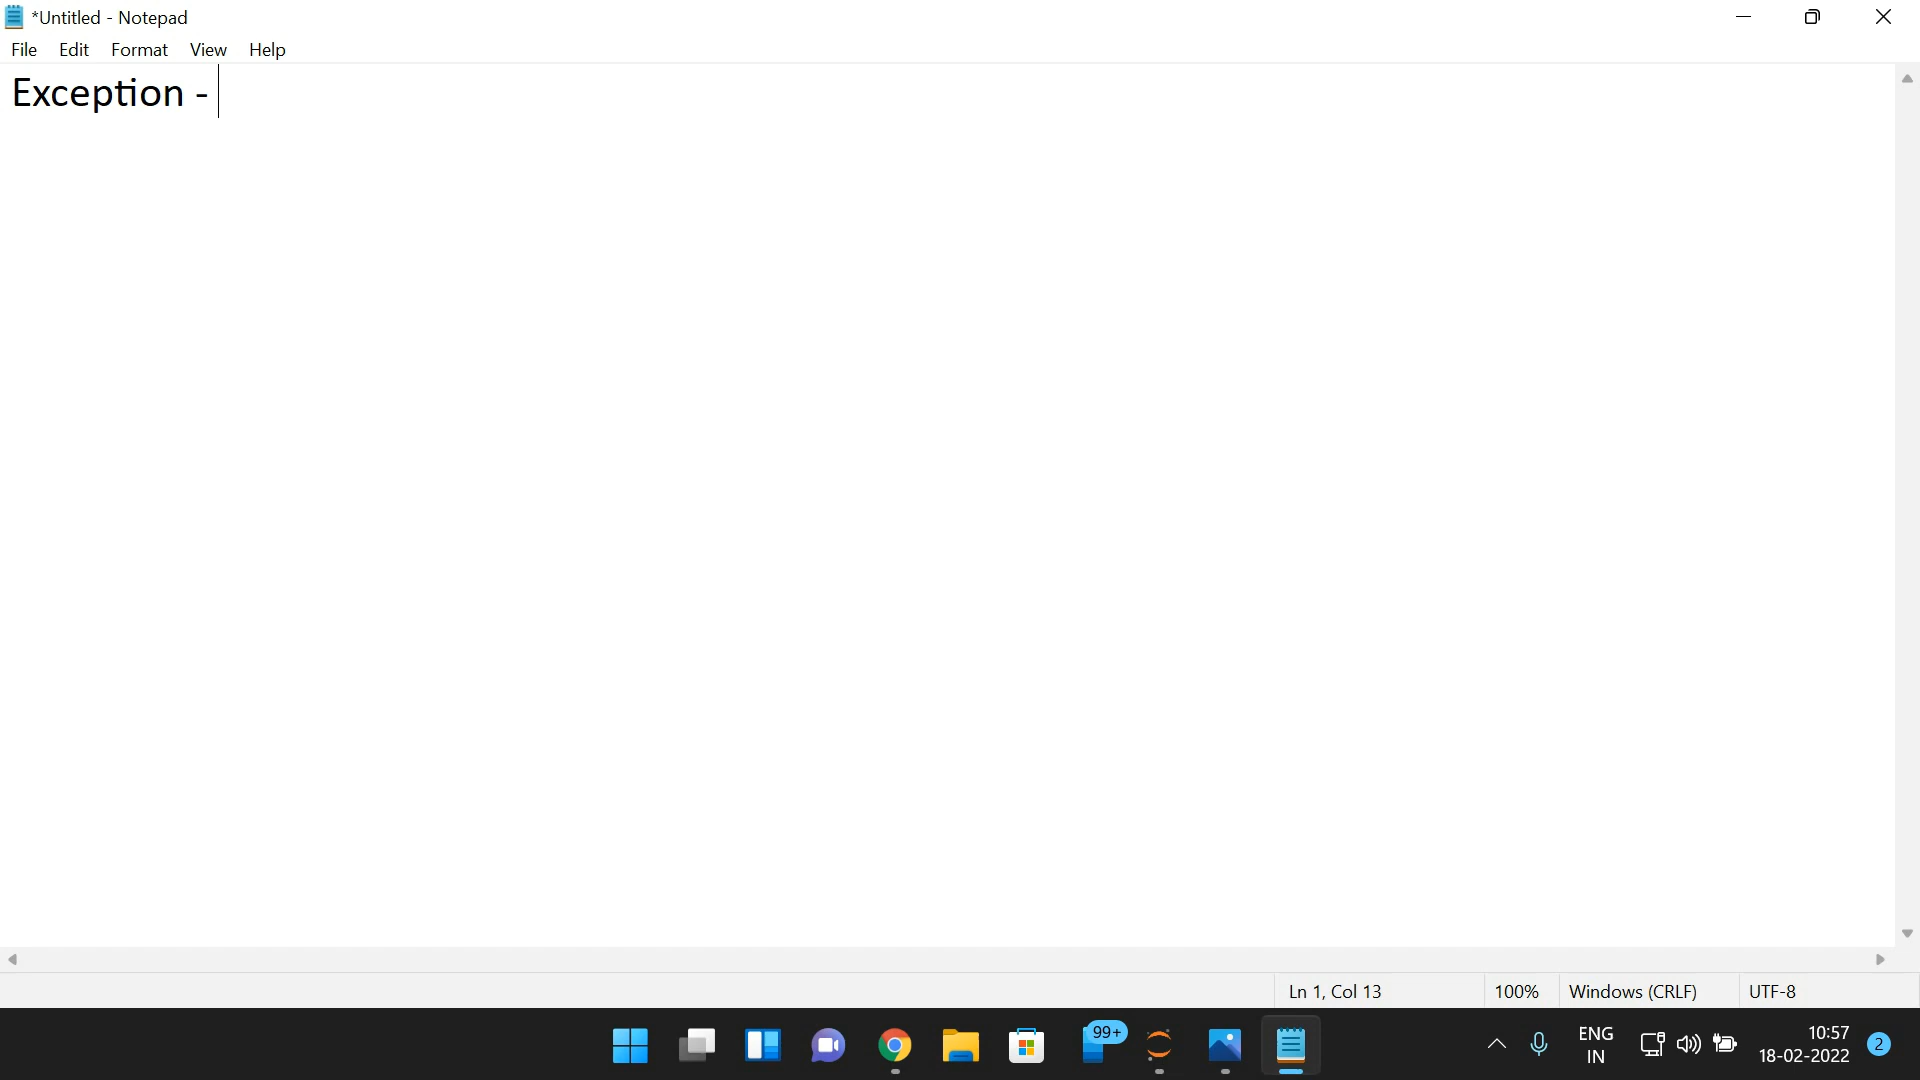 *Untitled - Notepad
File Edit Format View Help
Exception -
Ln 1, Col 13 100% Windows (CRLF) UTF-8
99+
ENG
IN
10:57
18-02-2022
2